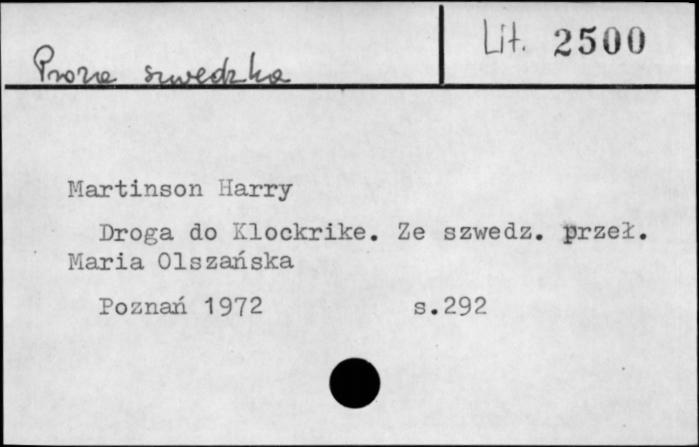 Proza szwedzka
Lit. 2500
Martinson Harry
Droga do Klockrike. Ze szwedz. przeł.
Maria Olszańska
Poznań 1972 s.292